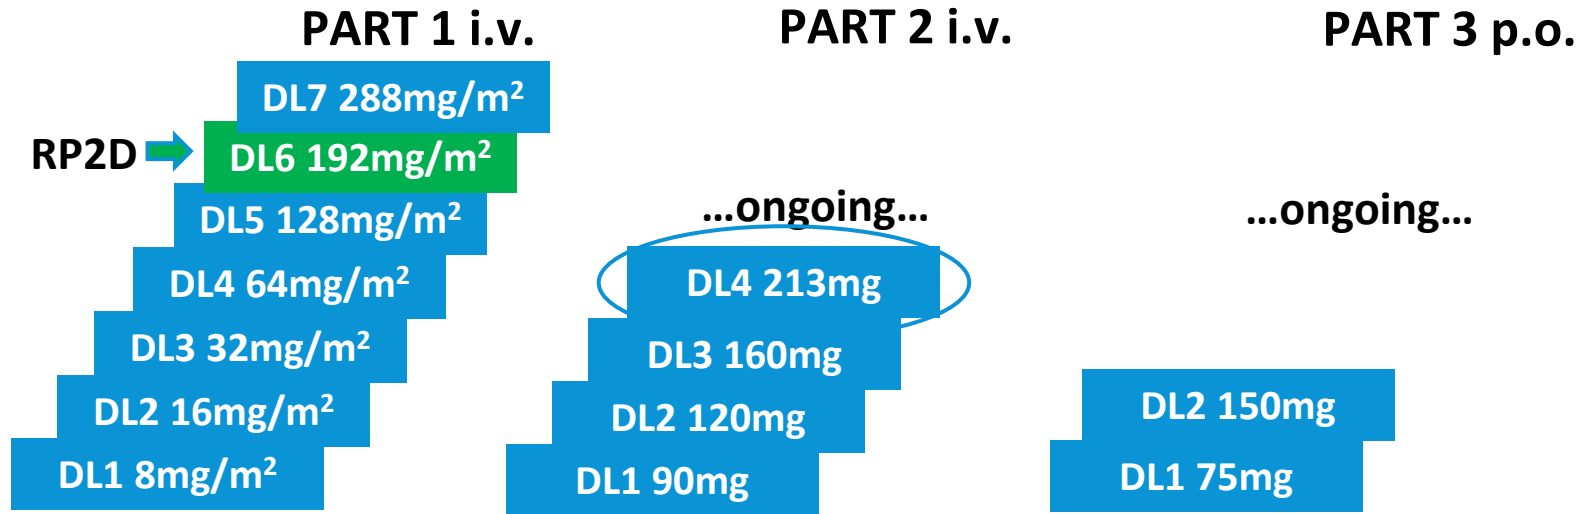 PART 1 i.v.
DL7 288mg/m²
RP2D
DL6 192mg/m²
DL5 128mg/m²
DL4 64mg/m²
DL3 32mg/m²
DL2 16mg/m²
DL1 8mg/m²
PART 2 i.v.
...ongoing...
DL4 213mg
DL3 160mg
DL2 120mg
DL1 90mg
PART 3 p.o.
...ongoing...
DL2 150mg
DL1 75mg